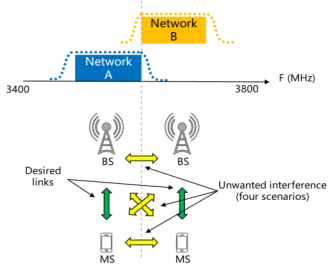 Network
B
Network
A
F (MHz)
3400
3800
BS
BS
Desired
links
Unwanted interference
(four scenarios)
MS
MS